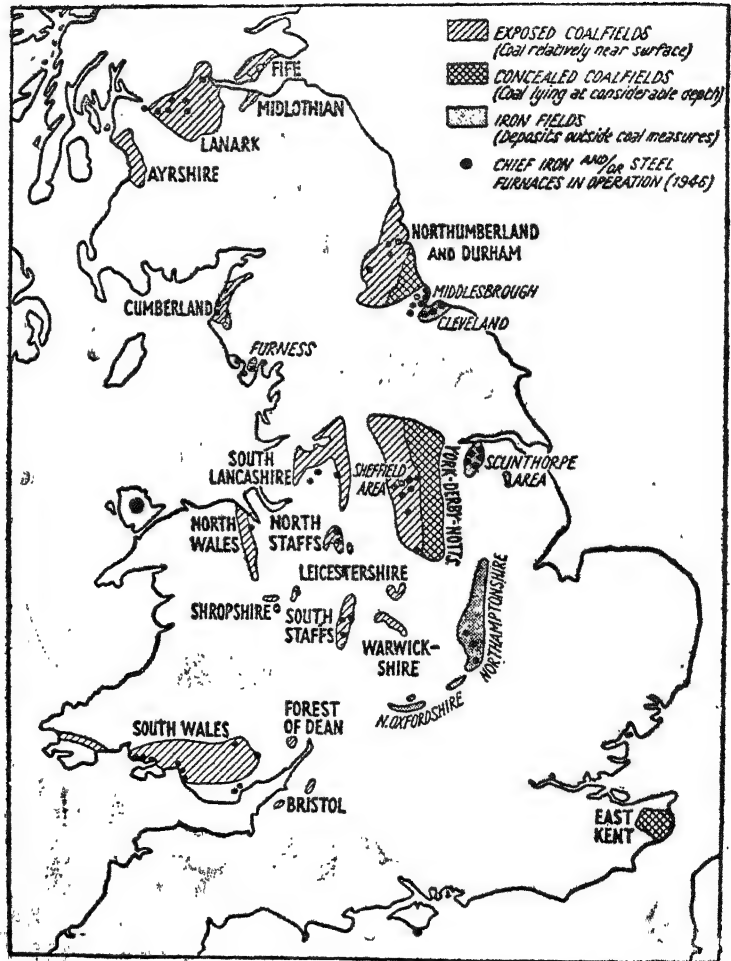 EXPOSED COALFIELDS
(Coal relatively near surface)
CONCEALED COALFIELDS
(Coal lying at considerable depth)
IRON FIELDS
(Deposits outside coal measures)
CHIEF IRON AND/OR STEEL
FURNACES IN OPERATION (1946)
FIFE
MIDLOTHIAN
LANARK
AYRSHIRE
NORTHUMBERLAND
AND DURHAM
MIDDLESBROUGH
CLEVELAND
CUMBERLAND
FURNESS
SOUTH
LANCASHIRE
SHEFFIELD
AREA
YORK-DERBY-NOTTS.
SCUNTHORPE
AREA
NORTH
WALES
NORTH
STAFFS
LEICESTERSHIRE
SHROPSHIRE
SOUTH
STAFFS
WARWICK-
SHIRE
NORTHAMPTONSHIRE
N. OXFORDSHIRE
SOUTH WALES
FOREST
OF DEAN
BRISTOL
EAST
KENT